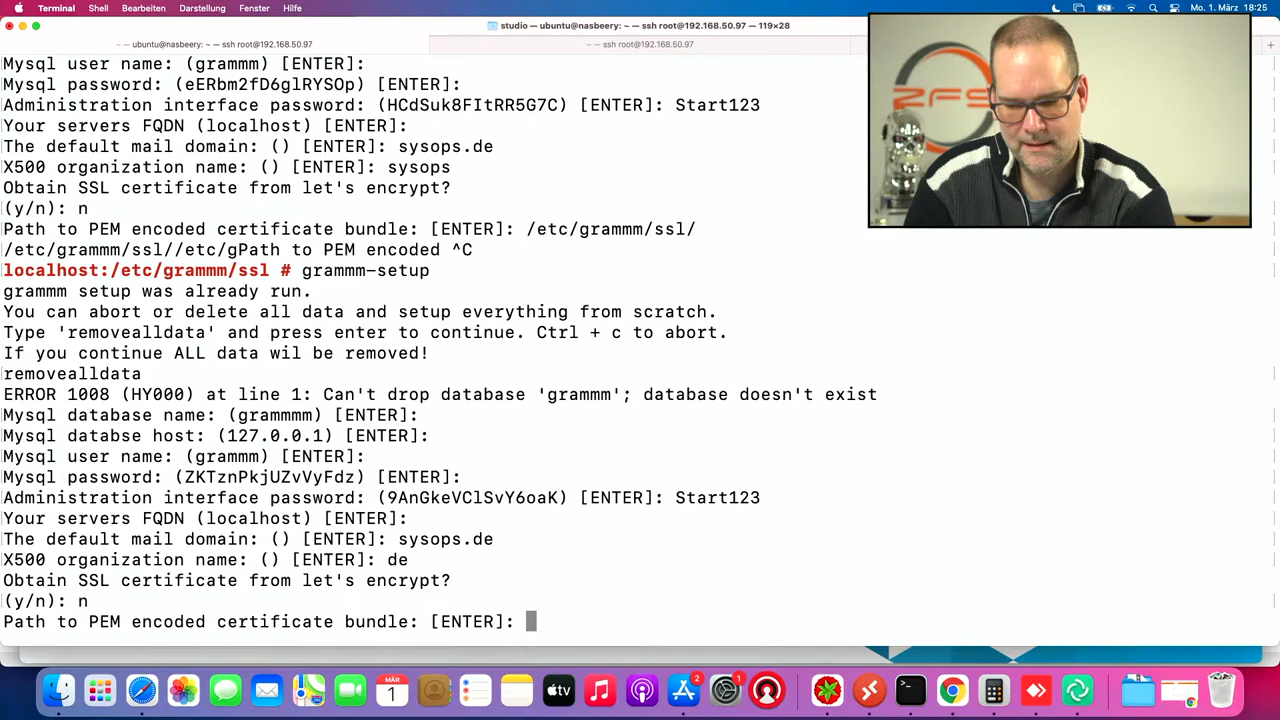 Terminal Shell Bearbeiten Darstellung Fenster Hilfe
Mo. 1. März 18:25
studio — ubuntu@nasbeery: ~ — ssh root@192.168.50.97 — 119×28
~ — ubuntu@nasbeery: ~ — ssh root@192.168.50.97
~ — ssh root@192.168.50.97
Mysql user name: (grammm) [ENTER]:
Mysql password: (eERbm2fD6glRYSOp) [ENTER]:
Administration interface password: (HCdSuk8FItRR5G7C) [ENTER]: Start123
Your servers FQDN (localhost) [ENTER]:
The default mail domain: () [ENTER]: sysops.de
X500 organization name: () [ENTER]: sysops
Obtain SSL certificate from let's encrypt?
(y/n): n
Path to PEM encoded certificate bundle: [ENTER]: /etc/grammm/ssl/
/etc/grammm/ssl//etc/gPath to PEM encoded ^C
localhost:/etc/grammm/ssl # grammm-setup
grammm setup was already run.
You can abort or delete all data and setup everything from scratch.
Type 'removealldata' and press enter to continue. Ctrl + c to abort.
If you continue ALL data wil be removed!
removealldata
ERROR 1008 (HY000) at line 1: Can't drop database 'grammm'; database doesn't exist
Mysql database name: (grammmm) [ENTER]:
Mysql databse host: (127.0.0.1) [ENTER]:
Mysql user name: (grammm) [ENTER]:
Mysql password: (ZKTznPkjUZvVyFdz) [ENTER]:
Administration interface password: (9AnGkeVClSvY6oaK) [ENTER]: Start123
Your servers FQDN (localhost) [ENTER]:
The default mail domain: () [ENTER]: sysops.de
X500 organization name: () [ENTER]: de
Obtain SSL certificate from let's encrypt?
(y/n): n
Path to PEM encoded certificate bundle: [ENTER]:
ZFS
MÄR
1
tv
2
1